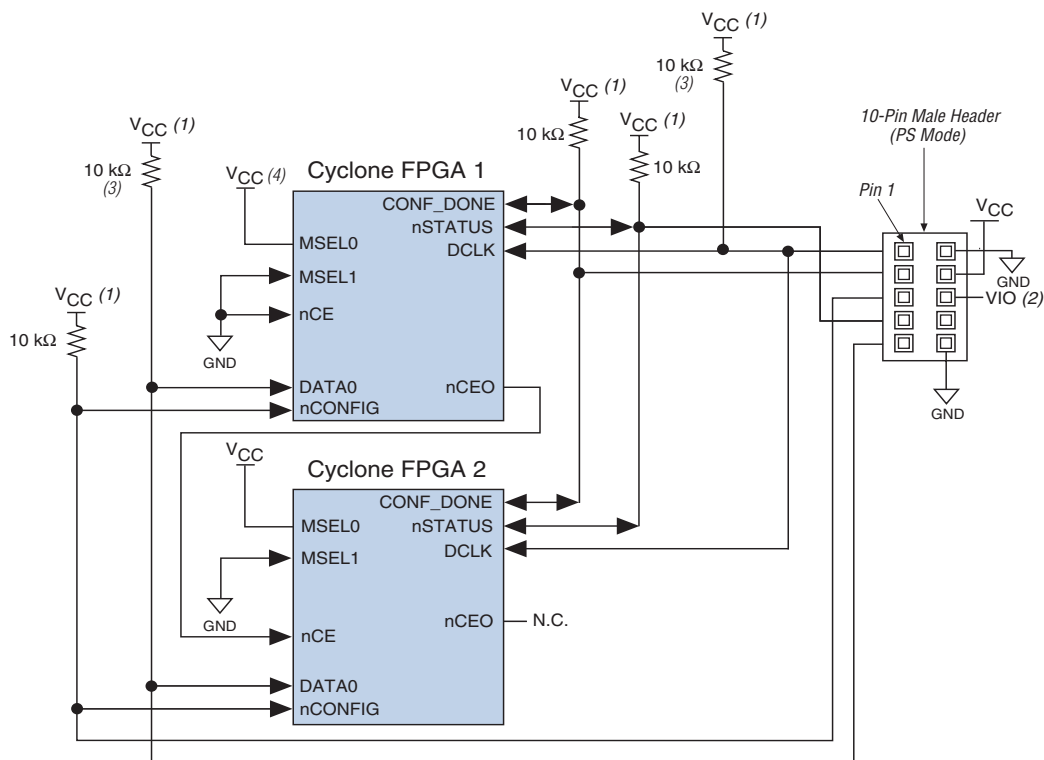 VCC (1)
10 kΩ
(3)
VCC (1)
10 kΩ
VCC (1)
10 kΩ
10-Pin Male Header
(PS Mode)
Pin 1
VCC
GND
VIO (2)
GND
VCC (1)
10 kΩ
(3)
VCC (1)
10 kΩ
VCC (4)
Cyclone FPGA 1
CONF_DONE
nSTATUS
DCLK
MSEL0
MSEL1
nCE
GND
DATA0
nCEO
nCONFIG
VCC
Cyclone FPGA 2
CONF_DONE
nSTATUS
DCLK
MSEL0
MSEL1
GND
nCE
nCEO
N.C.
DATA0
nCONFIG